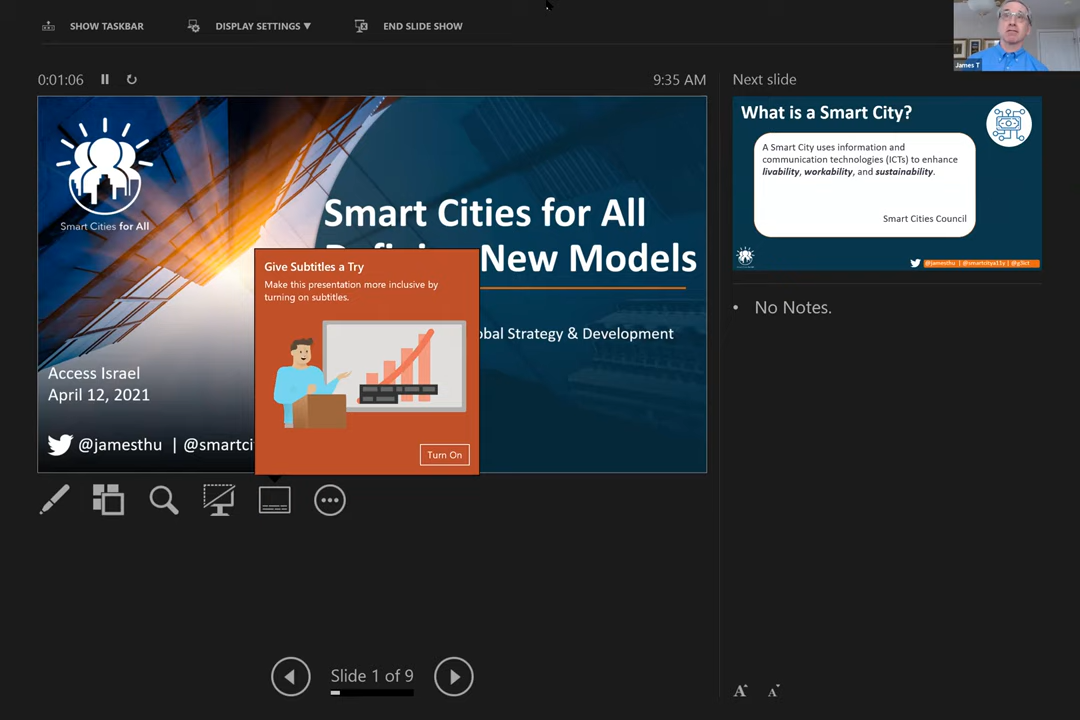 SHOW TASKBAR
DISPLAY SETTINGS ▼
END SLIDE SHOW
James T
0:01:06
9:35 AM
Next slide
Smart Cities for All
Smart Cities for All
New Models
obal Strategy & Development
Access Israel
April 12, 2021
@jamesthu | @smartci
Give Subtitles a Try
Make this presentation more inclusive by
turning on subtitles.
Turn On
What is a Smart City?
A Smart City uses information and
communication technologies (ICTs) to enhance
livability, workability, and sustainability.
Smart Cities Council
@jamesthu | @smartcitya11y | @g3ict
• No Notes.
Slide 1 of 9
A A